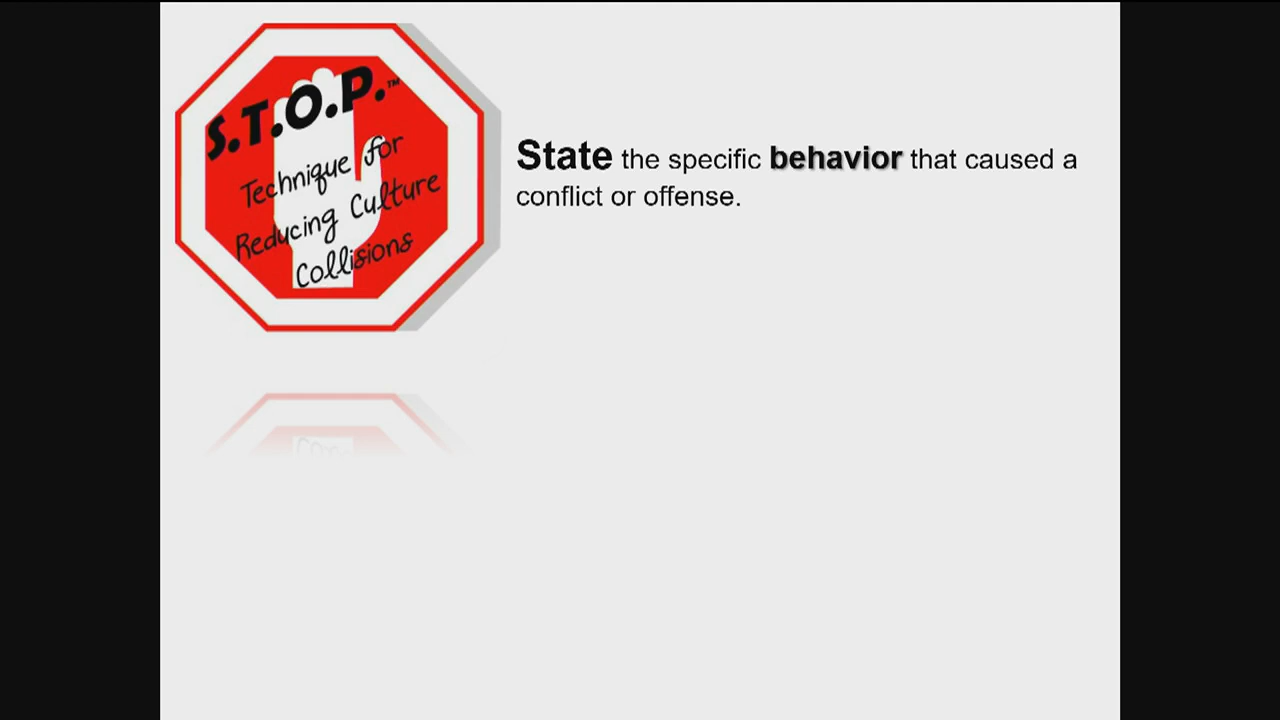 S.T.O.P.™
Technique for
Reducing Culture
Collisions
State the specific behavior that caused a
conflict or offense.